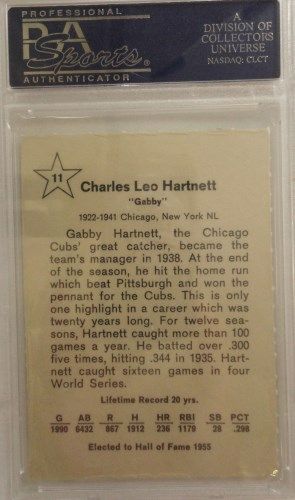 PROFESSIONAL
PSA
Sports
AUTHENTICATOR
A
DIVISION OF
COLLECTORS
UNIVERSE
NASDAQ: CLCT
11
Charles Leo Hartnett
"Gabby"
1922-1941 Chicago, New York NL
Gabby Hartnett, the Chicago
Cubs' great catcher, became the
team's manager in 1938. At the end
of the season, he hit the home run
which beat Pittsburgh and won
the pennant for the Cubs. This is only
one highlight in a career which was
twenty years long. For twelve sea-
sons, Hartnett caught more than 100
games a year. He batted over .300
five times, hitting .344 in 1935. Hart-
nett caught sixteen games in four
World Series.
Lifetime Record 20 yrs.
G AB R H HR RBI SB PCT
1990 6432 867 1912 236 1179 28 .298
Elected to Hall of Fame 1955